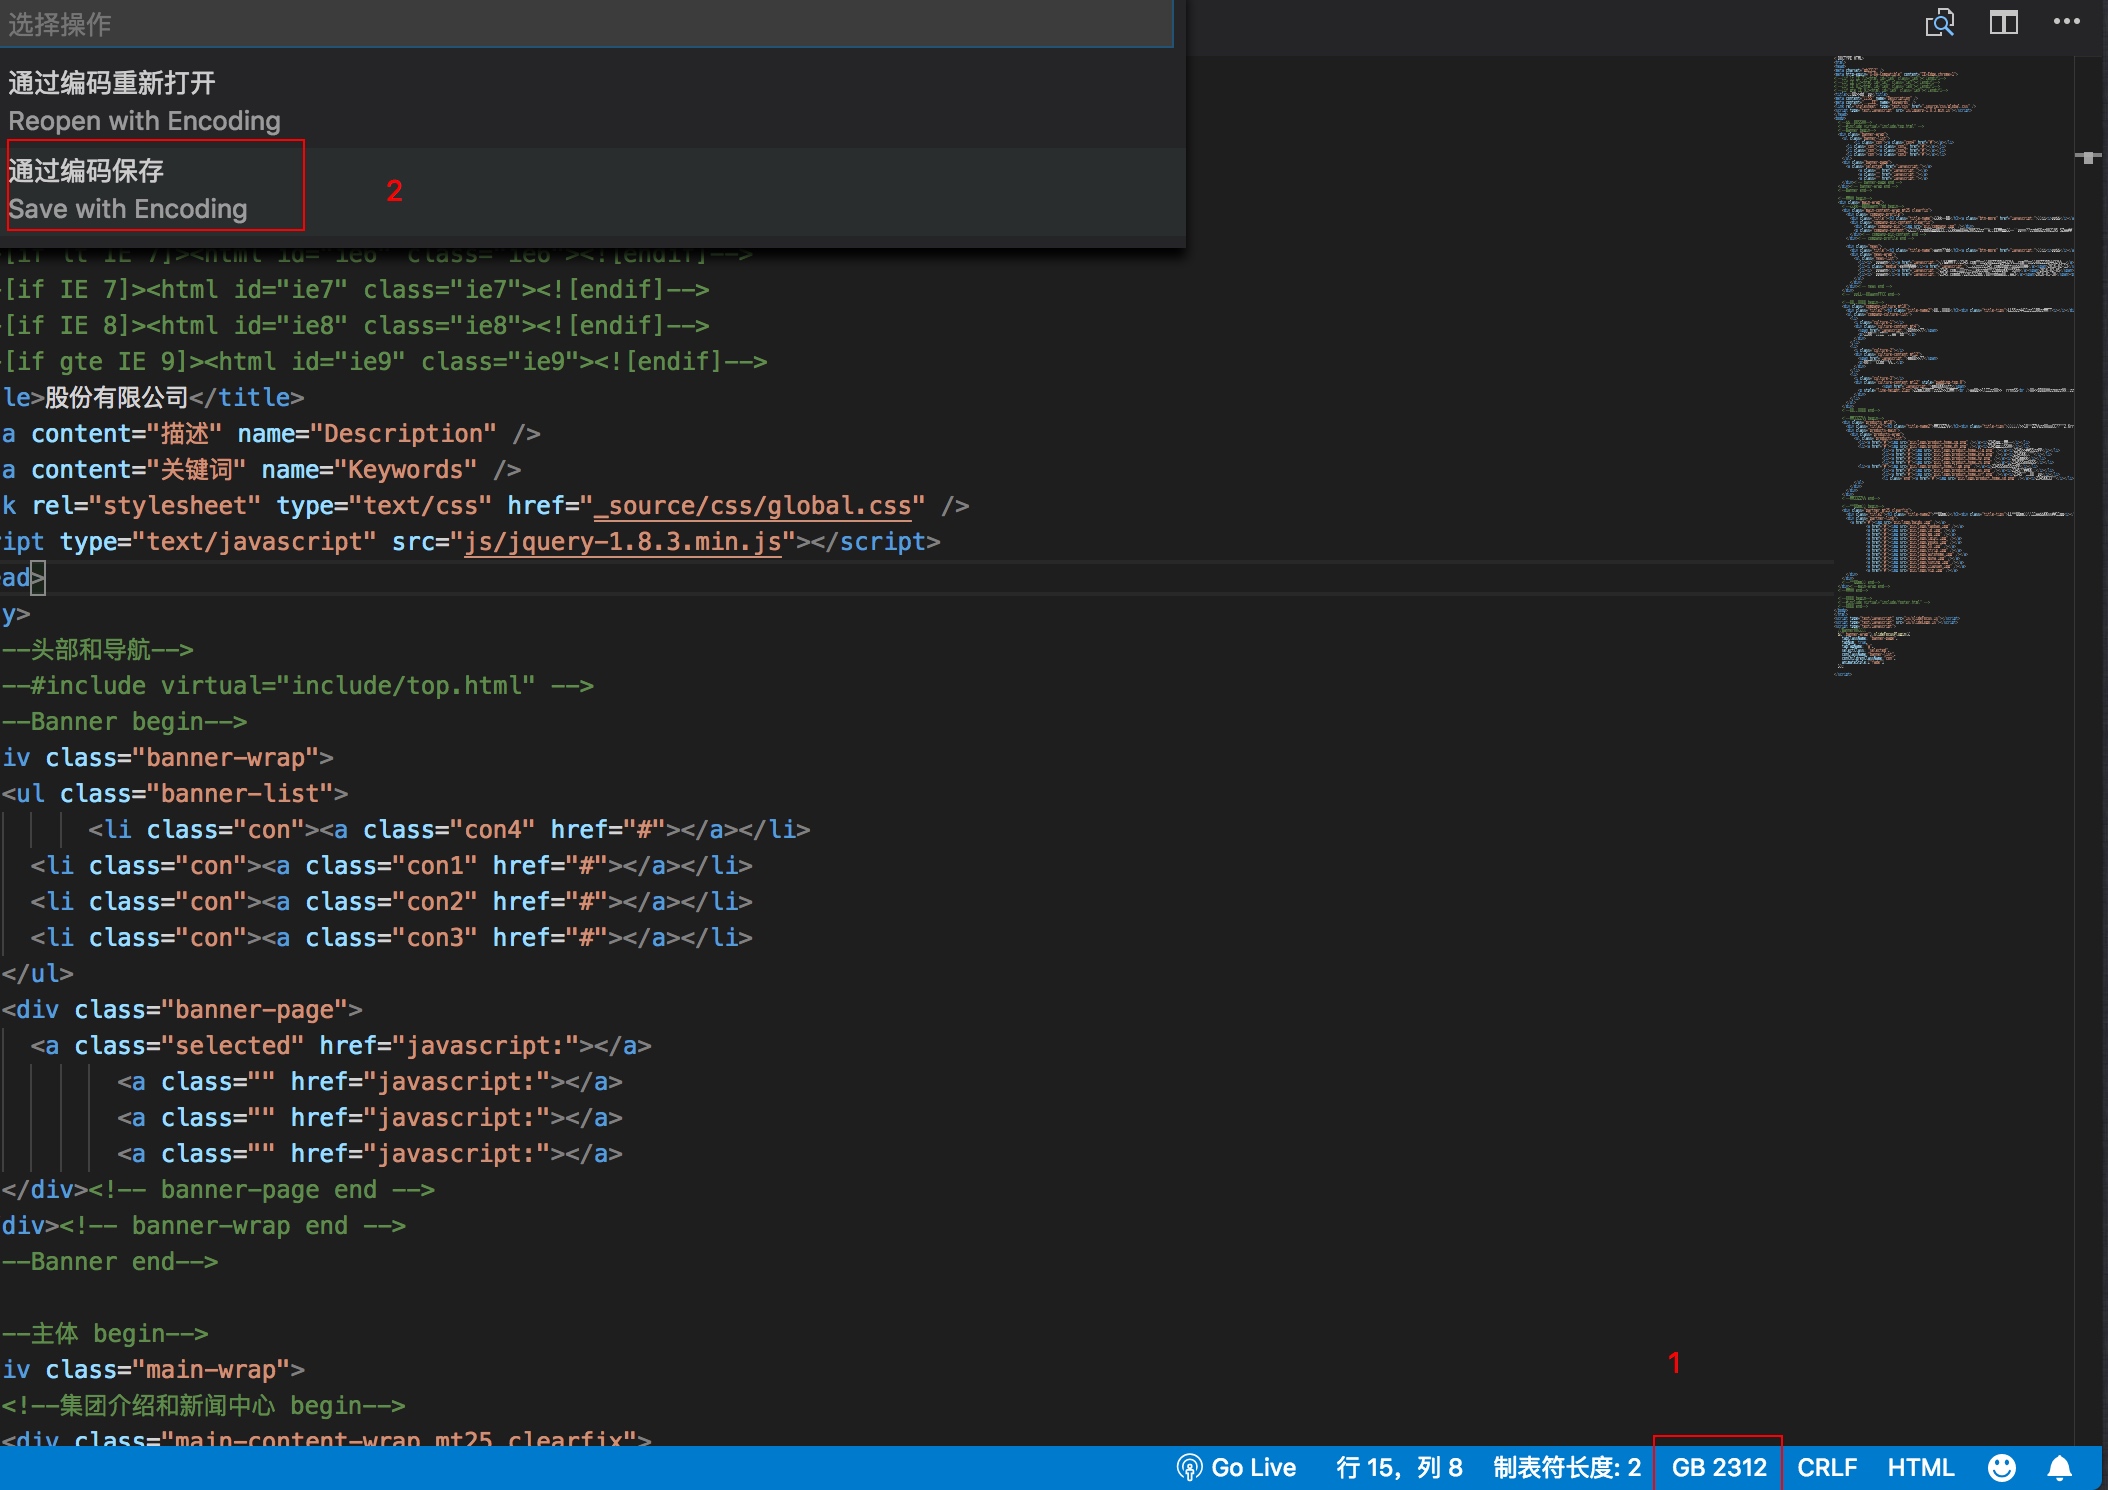 选择操作
通过编码重新打开
Reopen with Encoding
通过编码保存
Save with Encoding
2
[if lt IE 7]><html id="ie6" class="ie6"><![endif]-->
[if IE 7]><html id="ie7" class="ie7"><![endif]-->
[if IE 8]><html id="ie8" class="ie8"><![endif]-->
[if gte IE 9]><html id="ie9" class="ie9"><![endif]-->
le>股份有限公司</title>
a content="描述" name="Description" />
a content="关键词" name="Keywords" />
k rel="stylesheet" type="text/css" href="_source/css/global.css" />
ipt type="text/javascript" src="js/jquery-1.8.3.min.js"></script>
ead>
y>
--头部和导航-->
--#include virtual="include/top.html" -->
--Banner begin-->
iv class="banner-wrap">
<ul class="banner-list">
<li class="con"><a class="con4" href="#"></a></li>
<li class="con"><a class="con1" href="#"></a></li>
<li class="con"><a class="con2" href="#"></a></li>
<li class="con"><a class="con3" href="#"></a></li>
</ul>
<div class="banner-page">
<a class="selected" href="javascript:"></a>
<a class="" href="javascript:"></a>
<a class="" href="javascript:"></a>
<a class="" href="javascript:"></a>
</div><!-- banner-page end -->
div><!-- banner-wrap end -->
--Banner end-->
--主体 begin-->
iv class="main-wrap">
<!--集团介绍和新闻中心 begin-->
<div class="main-content-wrap mt25 clearfix">
1
Go Live 行 15，列 8 制表符长度: 2 GB 2312 CRLF HTML